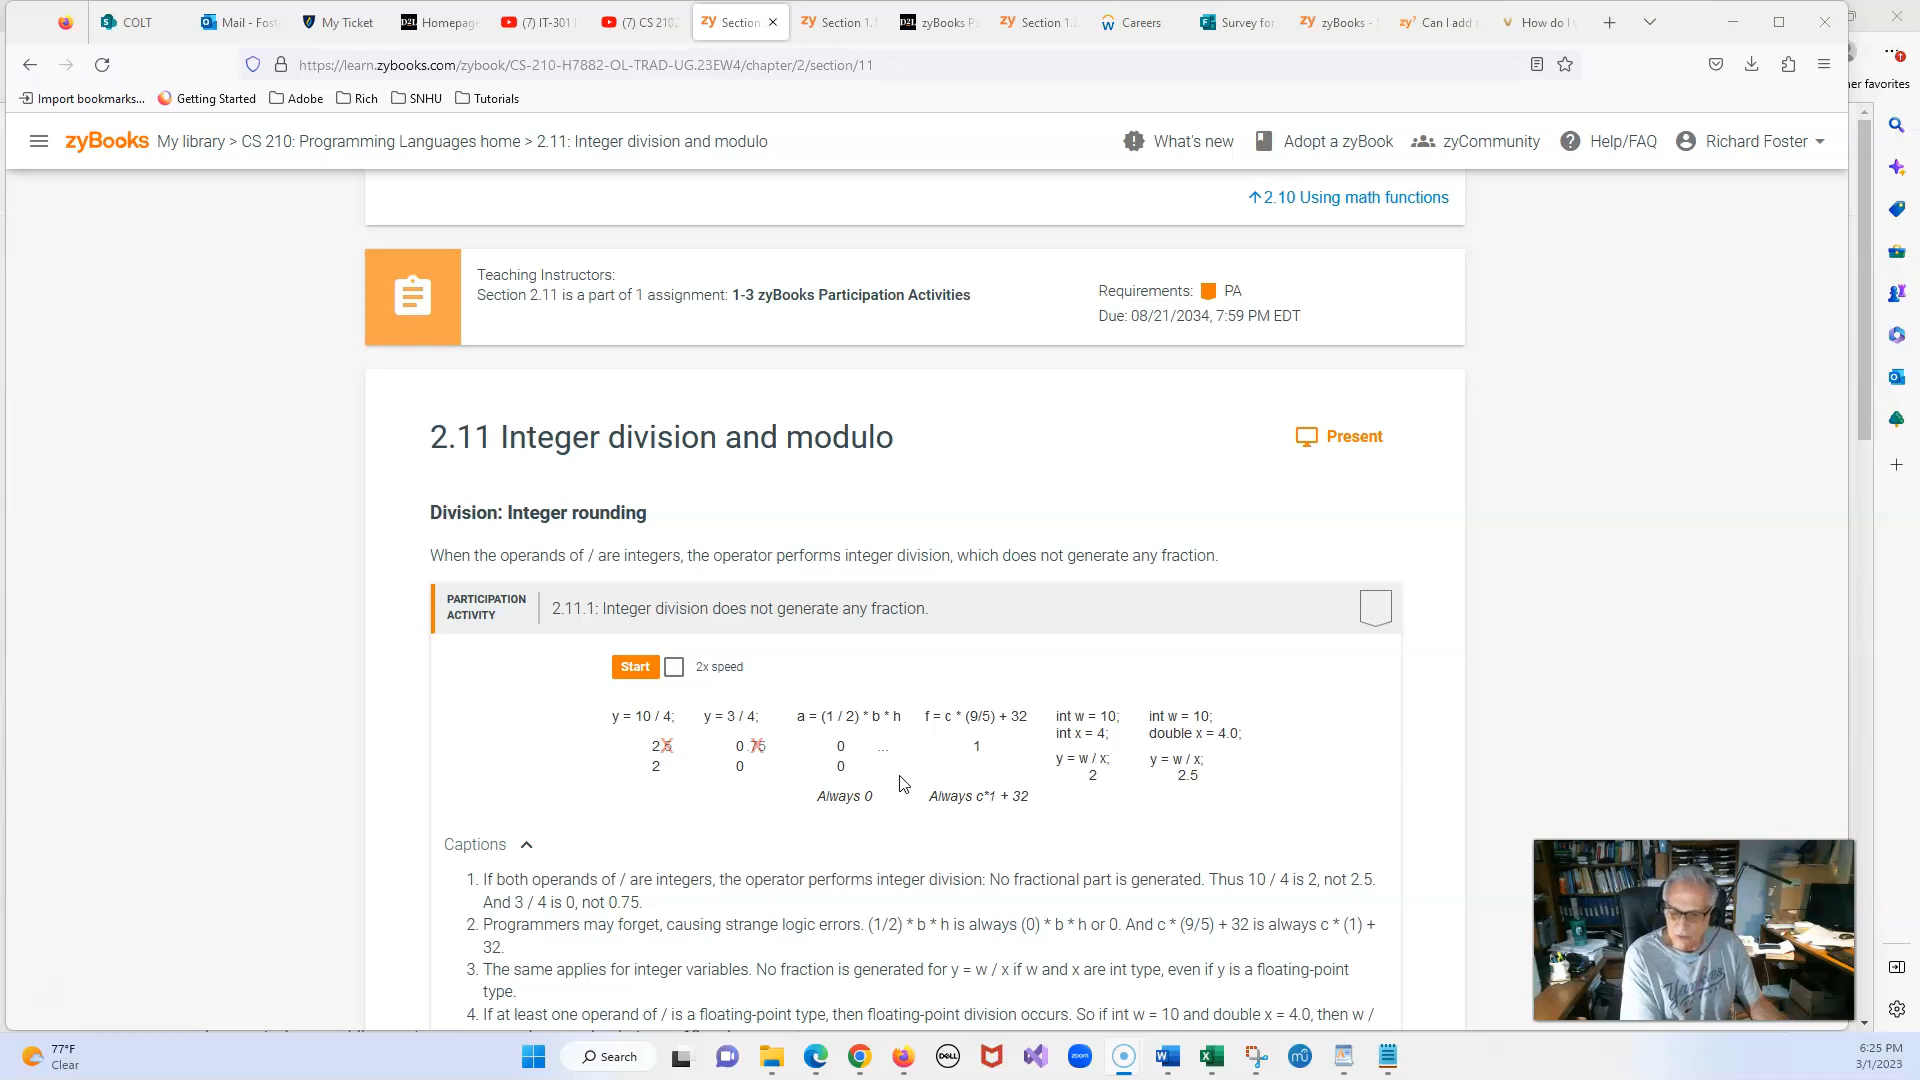 COLT
Mail - Fost
My Ticket
Homepage
(7) IT-301
(7) CS 2102
Section
Section 1.
zyBooks Pa
Section 1.
Careers
Survey for
zyBooks -
Can I add
How do I
https://learn.zybooks.com/zybook/CS-210-H7882-OL-TRAD-UG.23EW4/chapter/2/section/11
Import bookmarks...
Getting Started
Adobe
Rich
SNHU
Tutorials
her favorites
zyBooks My library > CS 210: Programming Languages home > 2.11: Integer division and modulo
What's new
Adopt a zyBook
zyCommunity
Help/FAQ
Richard Foster
2.10 Using math functions
Teaching Instructors:
Section 2.11 is a part of 1 assignment: 1-3 zyBooks Participation Activities
Requirements: PA
Due: 08/21/2034, 7:59 PM EDT
2.11 Integer division and modulo
Present
Division: Integer rounding
When the operands of / are integers, the operator performs integer division, which does not generate any fraction.
PARTICIPATION
ACTIVITY
2.11.1: Integer division does not generate any fraction.
Start
2x speed
y = 10 / 4;
2.5
2
y = 3 / 4;
0.75
0
a = (1 / 2) * b * h
0 ...
0
Always 0
f = c * (9/5) + 32
1
Always c*1 + 32
int w = 10;
int x = 4;
y = w / x;
2
int w = 10;
double x = 4.0;
y = w / x;
2.5
Captions
1. If both operands of / are integers, the operator performs integer division: No fractional part is generated. Thus 10 / 4 is 2, not 2.5.
And 3 / 4 is 0, not 0.75.
2. Programmers may forget, causing strange logic errors. (1/2) * b * h is always (0) * b * h or 0. And c * (9/5) + 32 is always c * (1) +
32.
3. The same applies for integer variables. No fraction is generated for y = w / x if w and x are int type, even if y is a floating-point
type.
4. If at least one operand of / is a floating-point type, then floating-point division occurs. So if int w = 10 and double x = 4.0, then w /
Yankees
77°F
Clear
Search
DELL
zoom
6:25 PM
3/1/2023